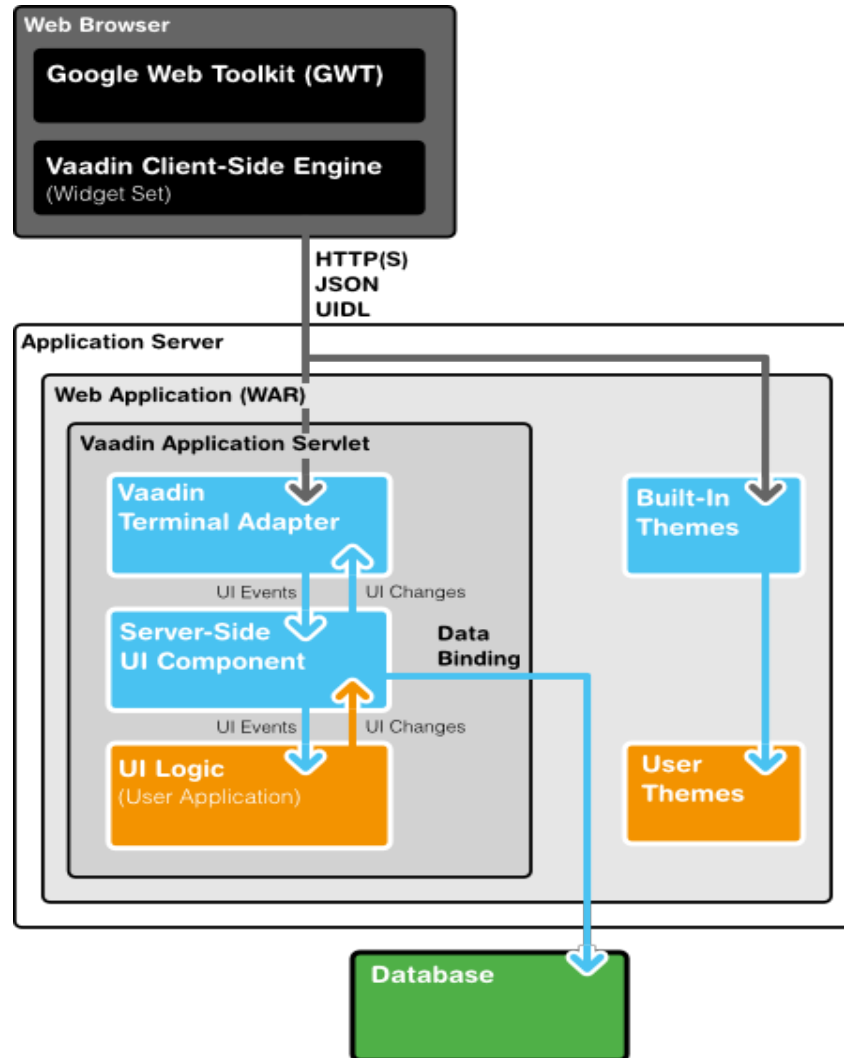 Web Browser
Google Web Toolkit (GWT)
Vaadin Client-Side Engine
(Widget Set)
HTTP(S)
JSON
UIDL
Application Server
Web Application (WAR)
Vaadin Application Servlet
Vaadin
Terminal Adapter
Built-In
Themes
UI Events
UI Changes
Server-Side
UI Component
Data
Binding
UI Events
UI Changes
UI Logic
(User Application)
User
Themes
Database